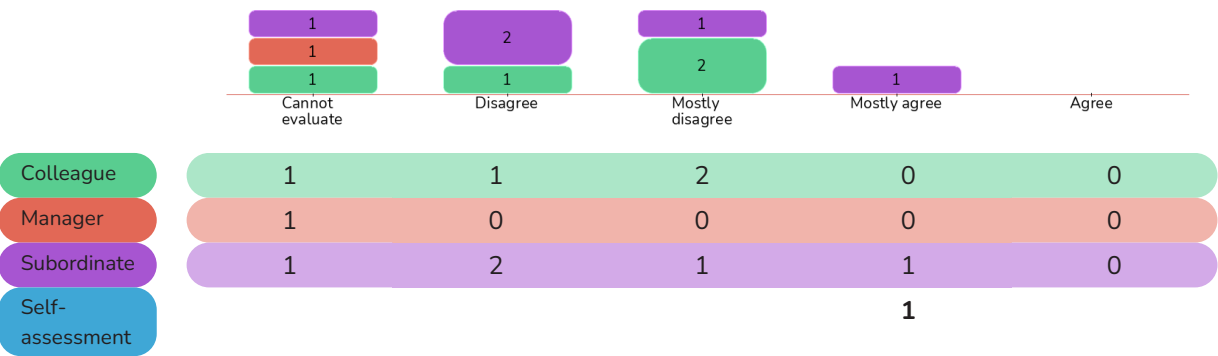 1 2 1
1
1 1 2 1
Cannot evaluate Disagree Mostly disagree Mostly agree Agree
Colleague 1 1 2 0 0
Manager 1 0 0 0 0
Subordinate 1 2 1 1 0
Self-
assessment 1